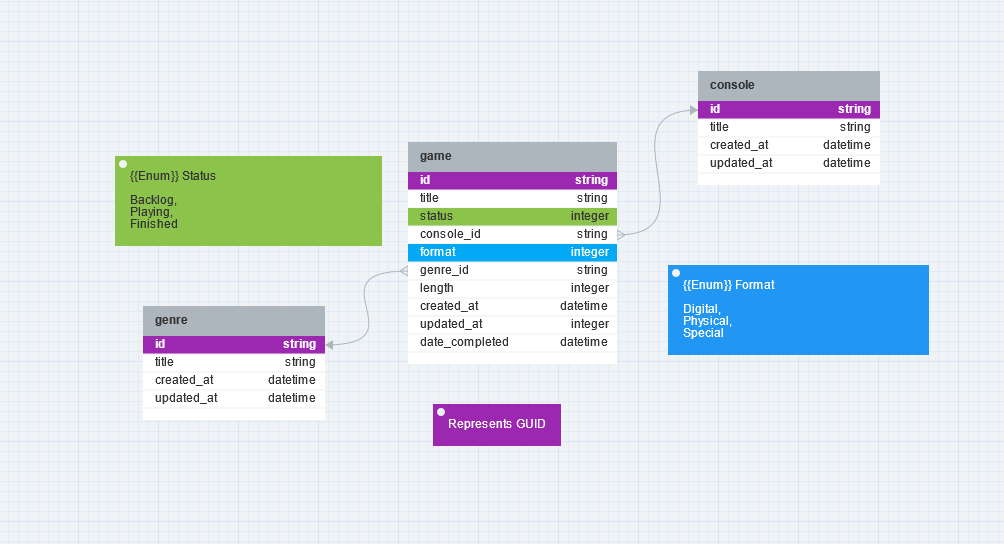 console
id string
title string
created_at datetime
updated_at datetime
game
id string
title string
status integer
console_id string
format integer
genre_id string
length integer
created_at datetime
updated_at integer
date_completed datetime
{{Enum}} Status
Backlog,
Playing,
Finished
{{Enum}} Format
Digital,
Physical,
Special
genre
id string
title string
created_at datetime
updated_at datetime
Represents GUID